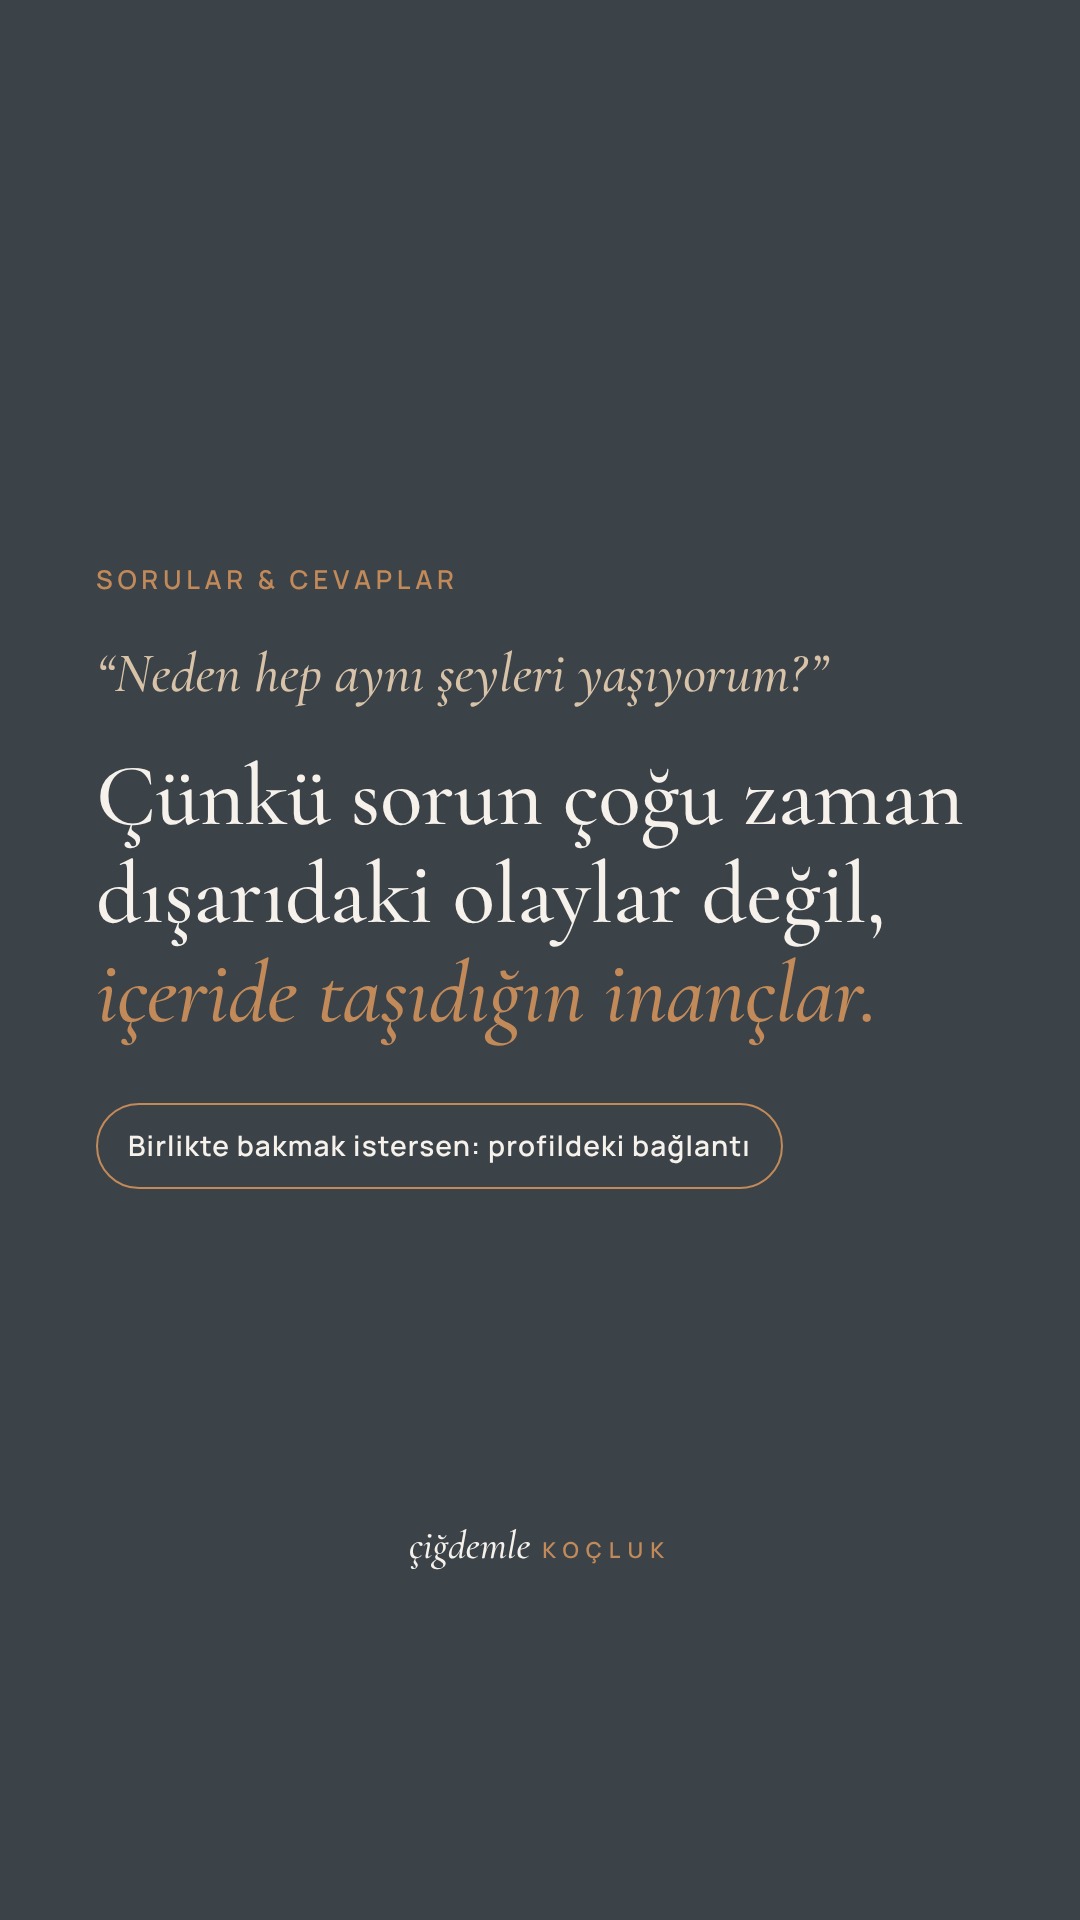 SORULAR & CEVAPLAR
“Neden hep aynı şeyleri yaşıyorum?”
Çünkü sorun çoğu zaman
dışarıdaki olaylar değil,
içeride taşıdığın inançlar.
Birlikte bakmak istersen: profildeki bağlantı
çiğdemle KOÇLUK